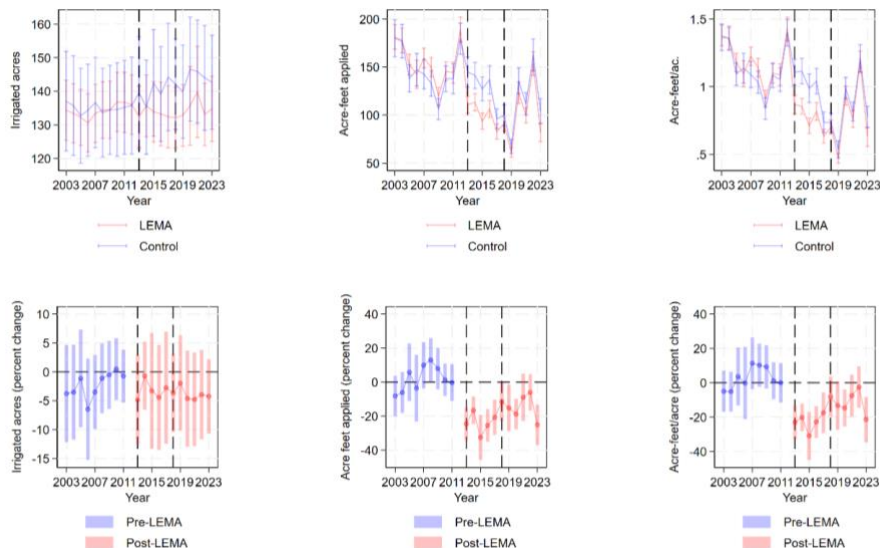 Irrigated acres
160
150
140
130
120
2003 2007 2011 2015 2019 2023
Year
LEMA
Control
Acre-feet applied
200
150
100
50
2003 2007 2011 2015 2019 2023
Year
LEMA
Control
Acre-feet/ac.
1.5
1
.5
2003 2007 2011 2015 2019 2023
Year
LEMA
Control
Irrigated acres (percent change)
10
5
0
-5
-10
-15
2003 2007 2011 2015 2019 2023
Year
Pre-LEMA
Post-LEMA
Acre feet applied (percent change)
40
20
0
-20
-40
2003 2007 2011 2015 2019 2023
Year
Pre-LEMA
Post-LEMA
Acre-feet/acre (percent change)
40
20
0
-20
-40
2003 2007 2011 2015 2019 2023
Year
Pre-LEMA
Post-LEMA